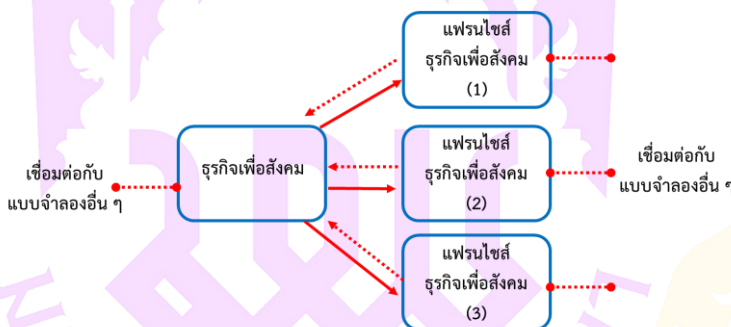 แฟรนไชส์
ธุรกิจเพื่อสังคม
(1)
เชื่อมต่อกับ
แบบจำลองอื่น ๆ
ธุรกิจเพื่อสังคม
แฟรนไชส์
ธุรกิจเพื่อสังคม
(2)
เชื่อมต่อกับ
แบบจำลองอื่น ๆ
แฟรนไชส์
ธุรกิจเพื่อสังคม
(3)